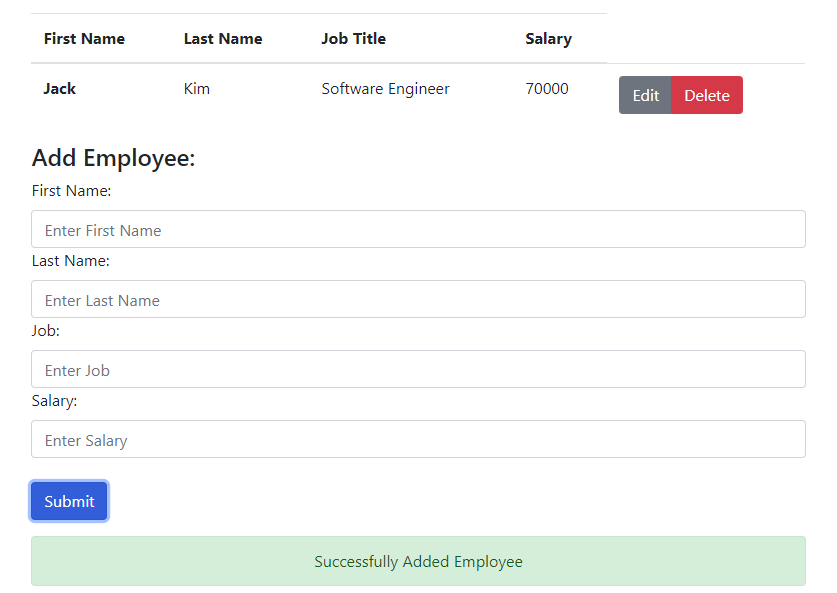 First Name Last Name Job Title Salary
Jack Kim Software Engineer 70000 Edit Delete
Add Employee:
First Name:
Enter First Name
Last Name:
Enter Last Name
Job:
Enter Job
Salary:
Enter Salary
Submit
Successfully Added Employee